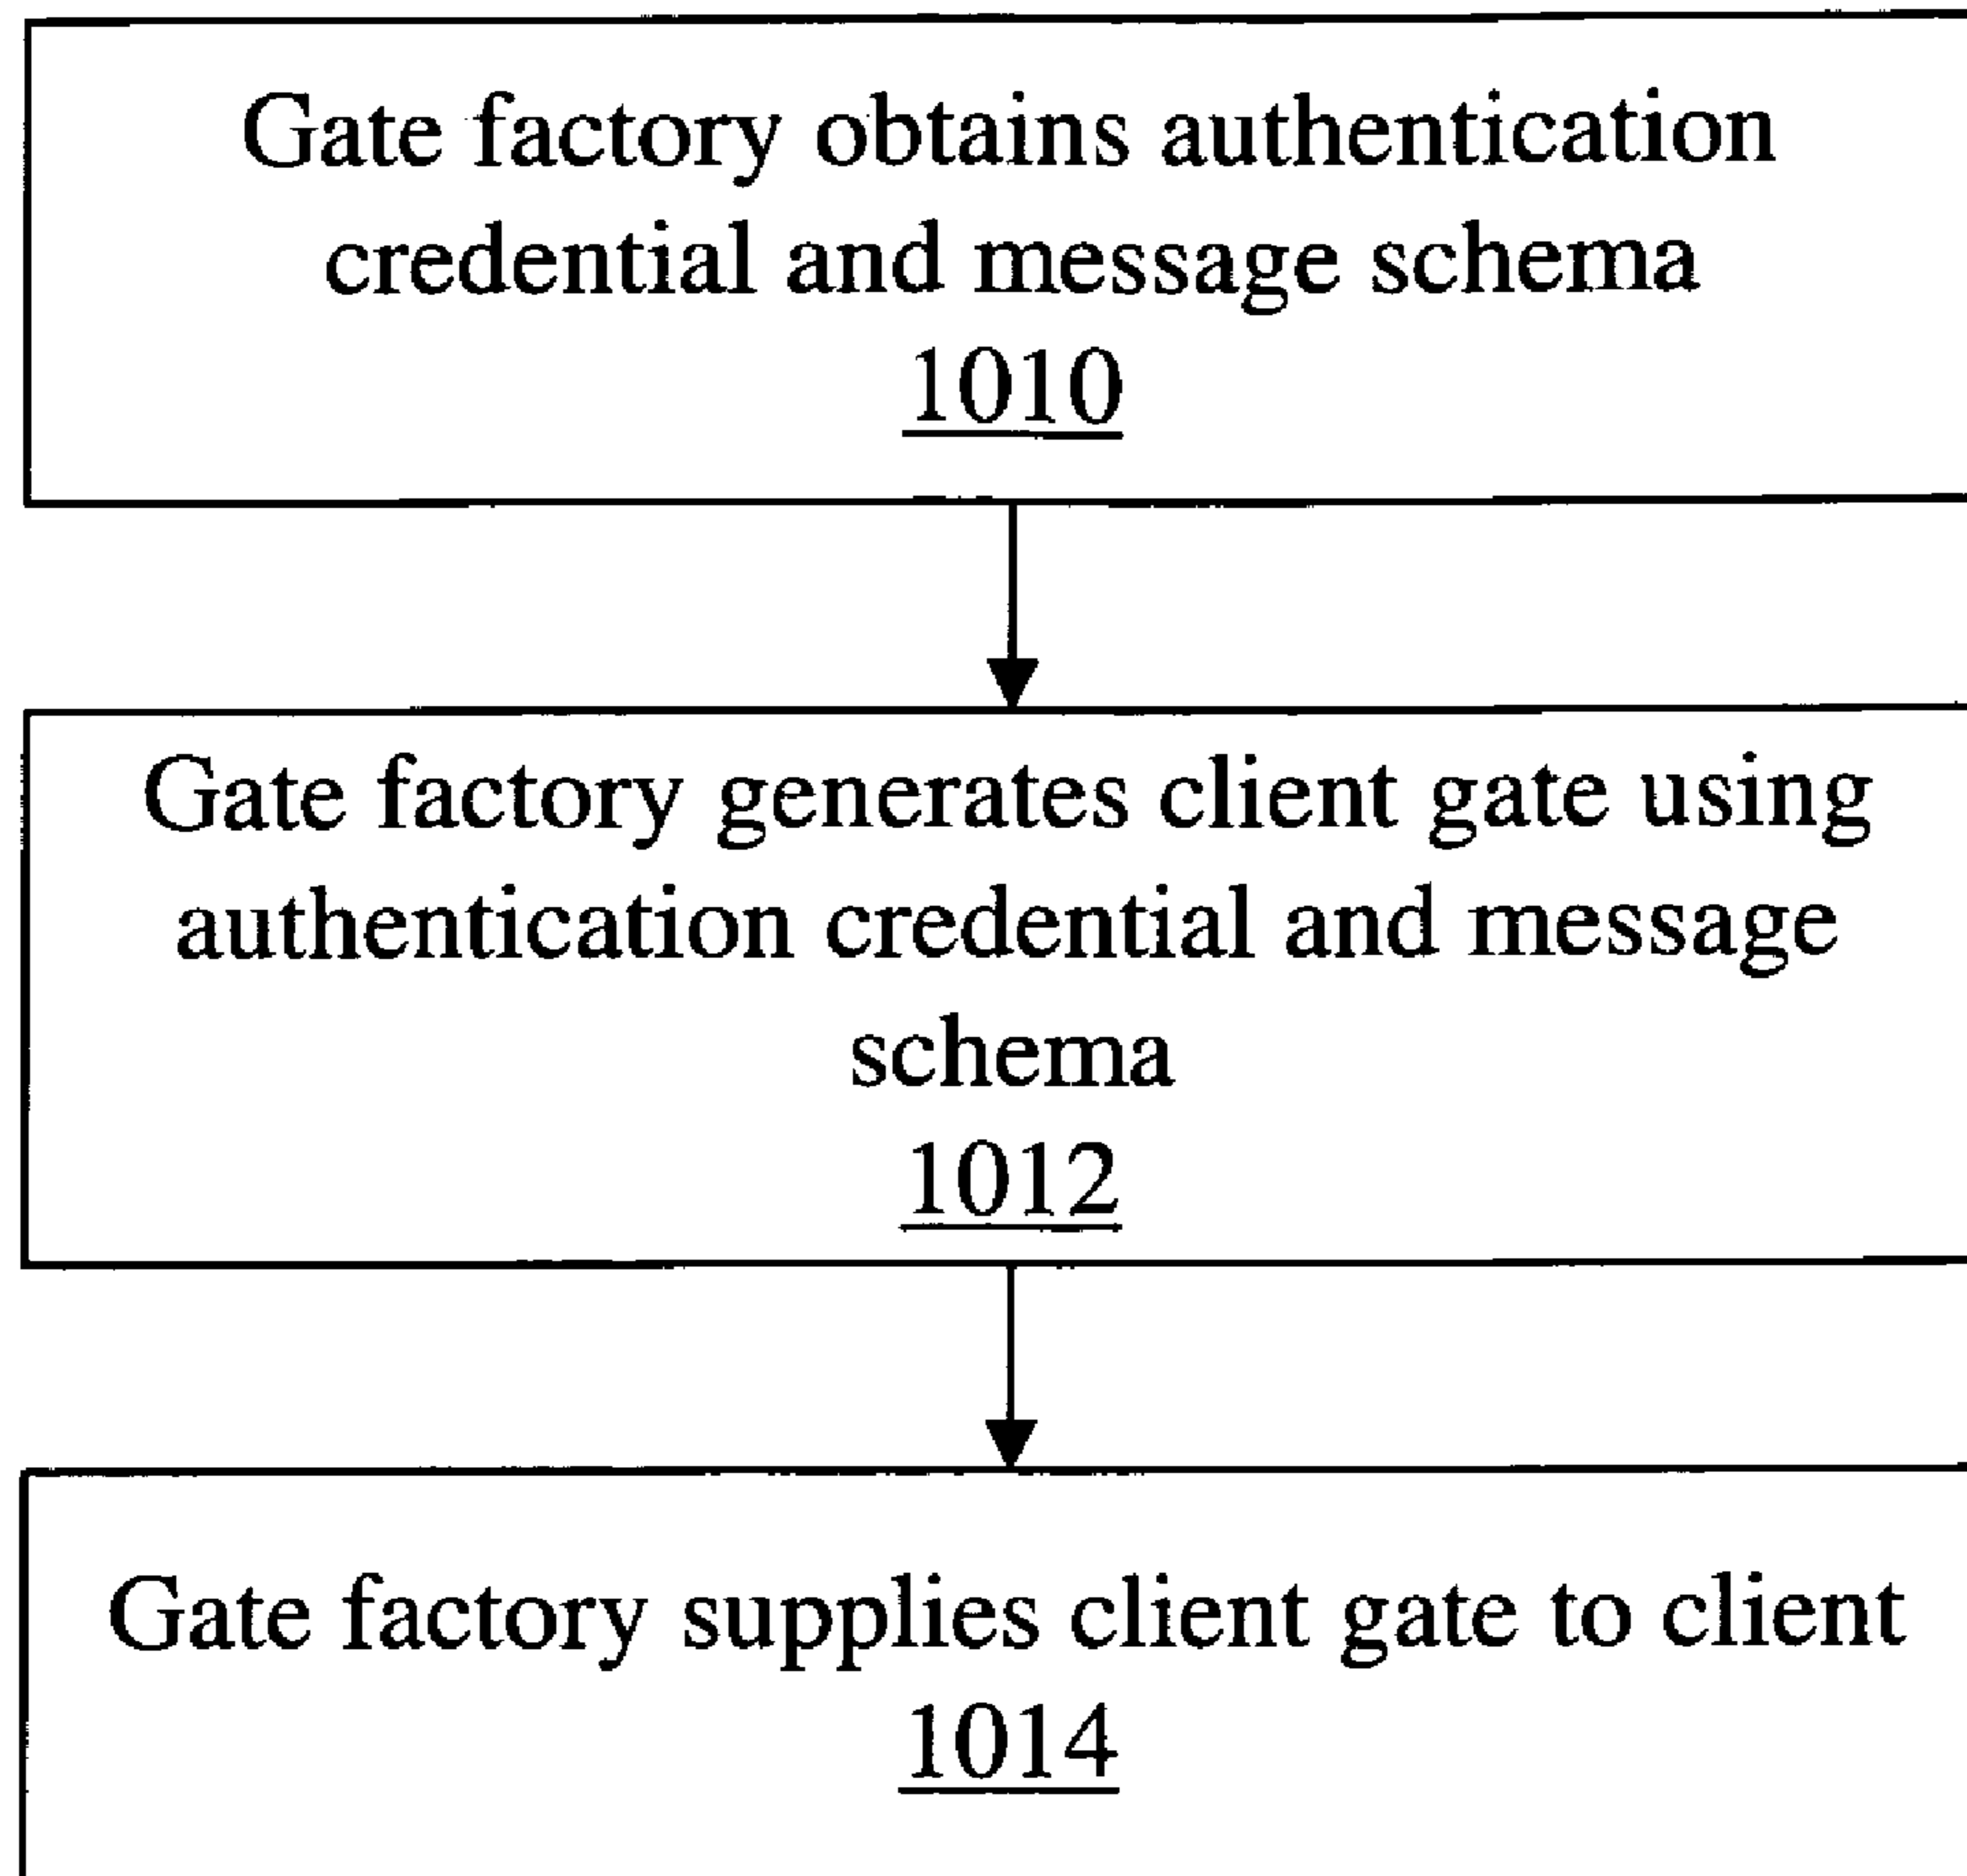 Gate factory obtains authentication
credential and message schema
1010
Gate factory generates client gate using
authentication credential and message
schema
1012
Gate factory supplies client gate to client
1014